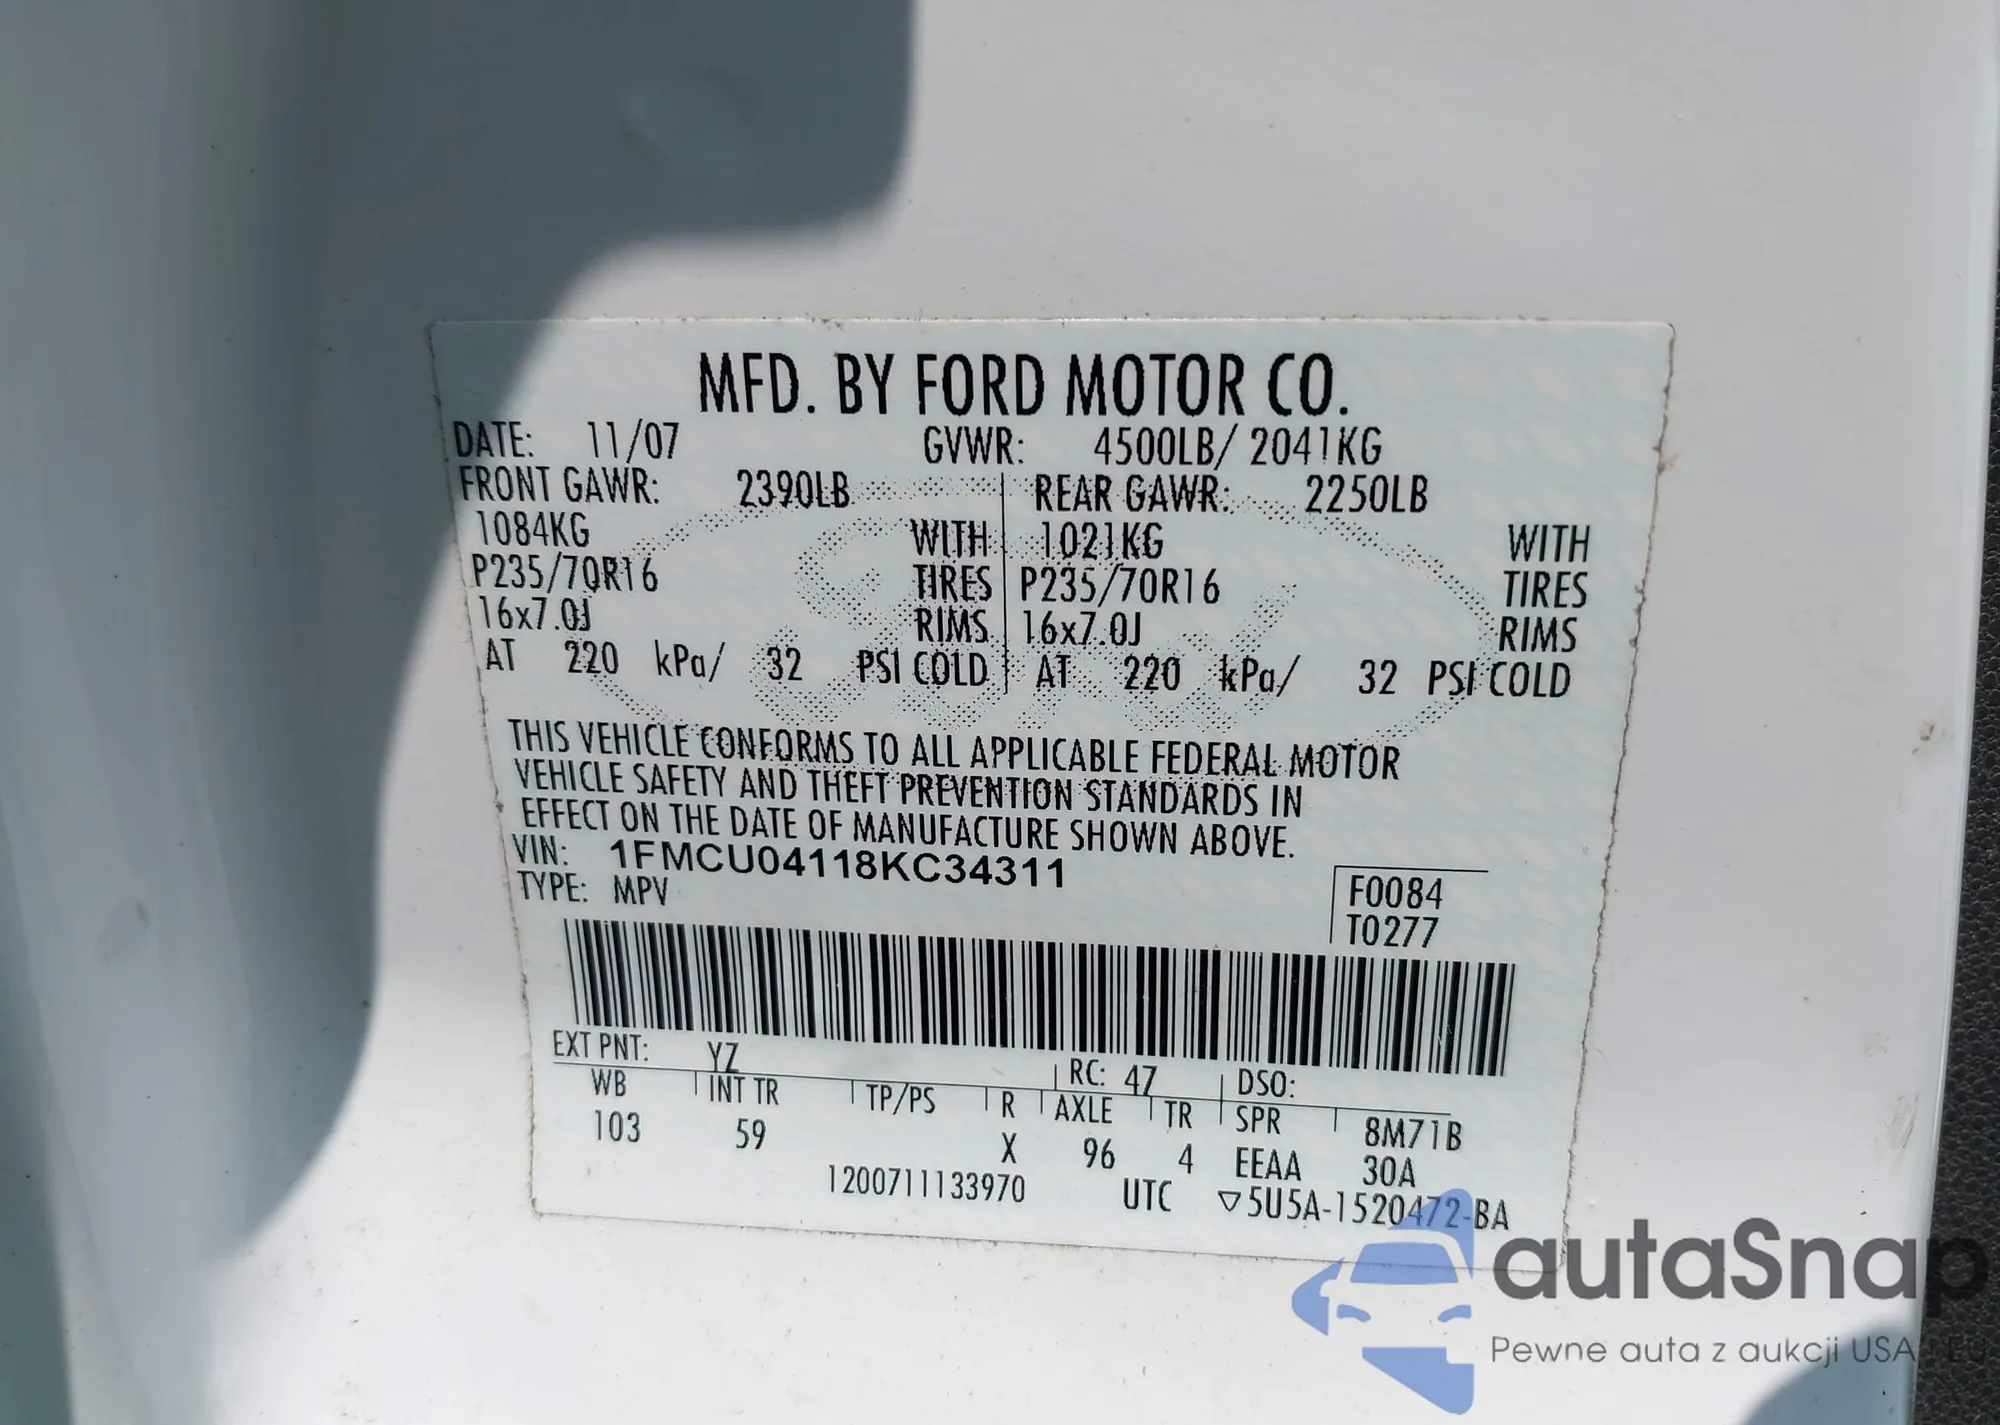 MFD. BY FORD MOTOR CO.
DATE: 11/07 GVWR: 4500LB/ 2041KG
FRONT GAWR: 2390LB REAR GAWR: 2250LB
1084KG WITH 1021KG WITH
P235/70R16 TIRES P235/70R16 TIRES
16x7.0J RIMS 16x7.0J RIMS
AT 220 kPa/ 32 PSI COLD AT 220 kPa/ 32 PSI COLD
THIS VEHICLE CONFORMS TO ALL APPLICABLE FEDERAL MOTOR
VEHICLE SAFETY AND THEFT PREVENTION STANDARDS IN
EFFECT ON THE DATE OF MANUFACTURE SHOWN ABOVE.
VIN: 1FMCU04118KC34311
TYPE: MPV
F0084
T0277
EXT PNT: YZ RC: 47 DSO:
WB INT TR TP/PS R AXLE TR SPR 8M71B
103 59 X 96 4 EEAA 30A
1200711133970 UTC ▽5U5A-1520472-BA
autaSnap
Pewne auta z aukcji USA i EU